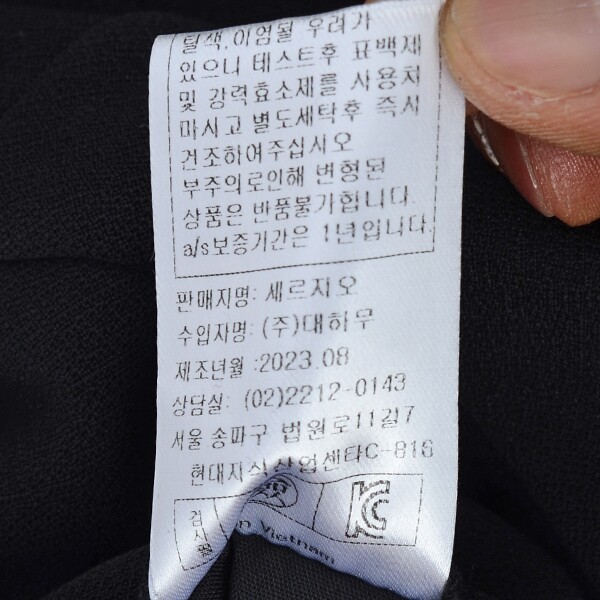 탈색,이염될 우려가
있으니 테스트후 표백제
및 강력효소제를 사용치
마시고 별도세탁후 즉시
건조하여주십시오
부주의로인해 변형된
상품은 반품불가합니다.
a/s보증기간은 1년입니다.
판매자명: 세르지오
수입자명: (주)대하무
제조년월 :2023.08
상담실: (02)2212-0143
서울 송파구 법원로11길7
현대지식산업센타C-816
검사필
KC
Vietnam